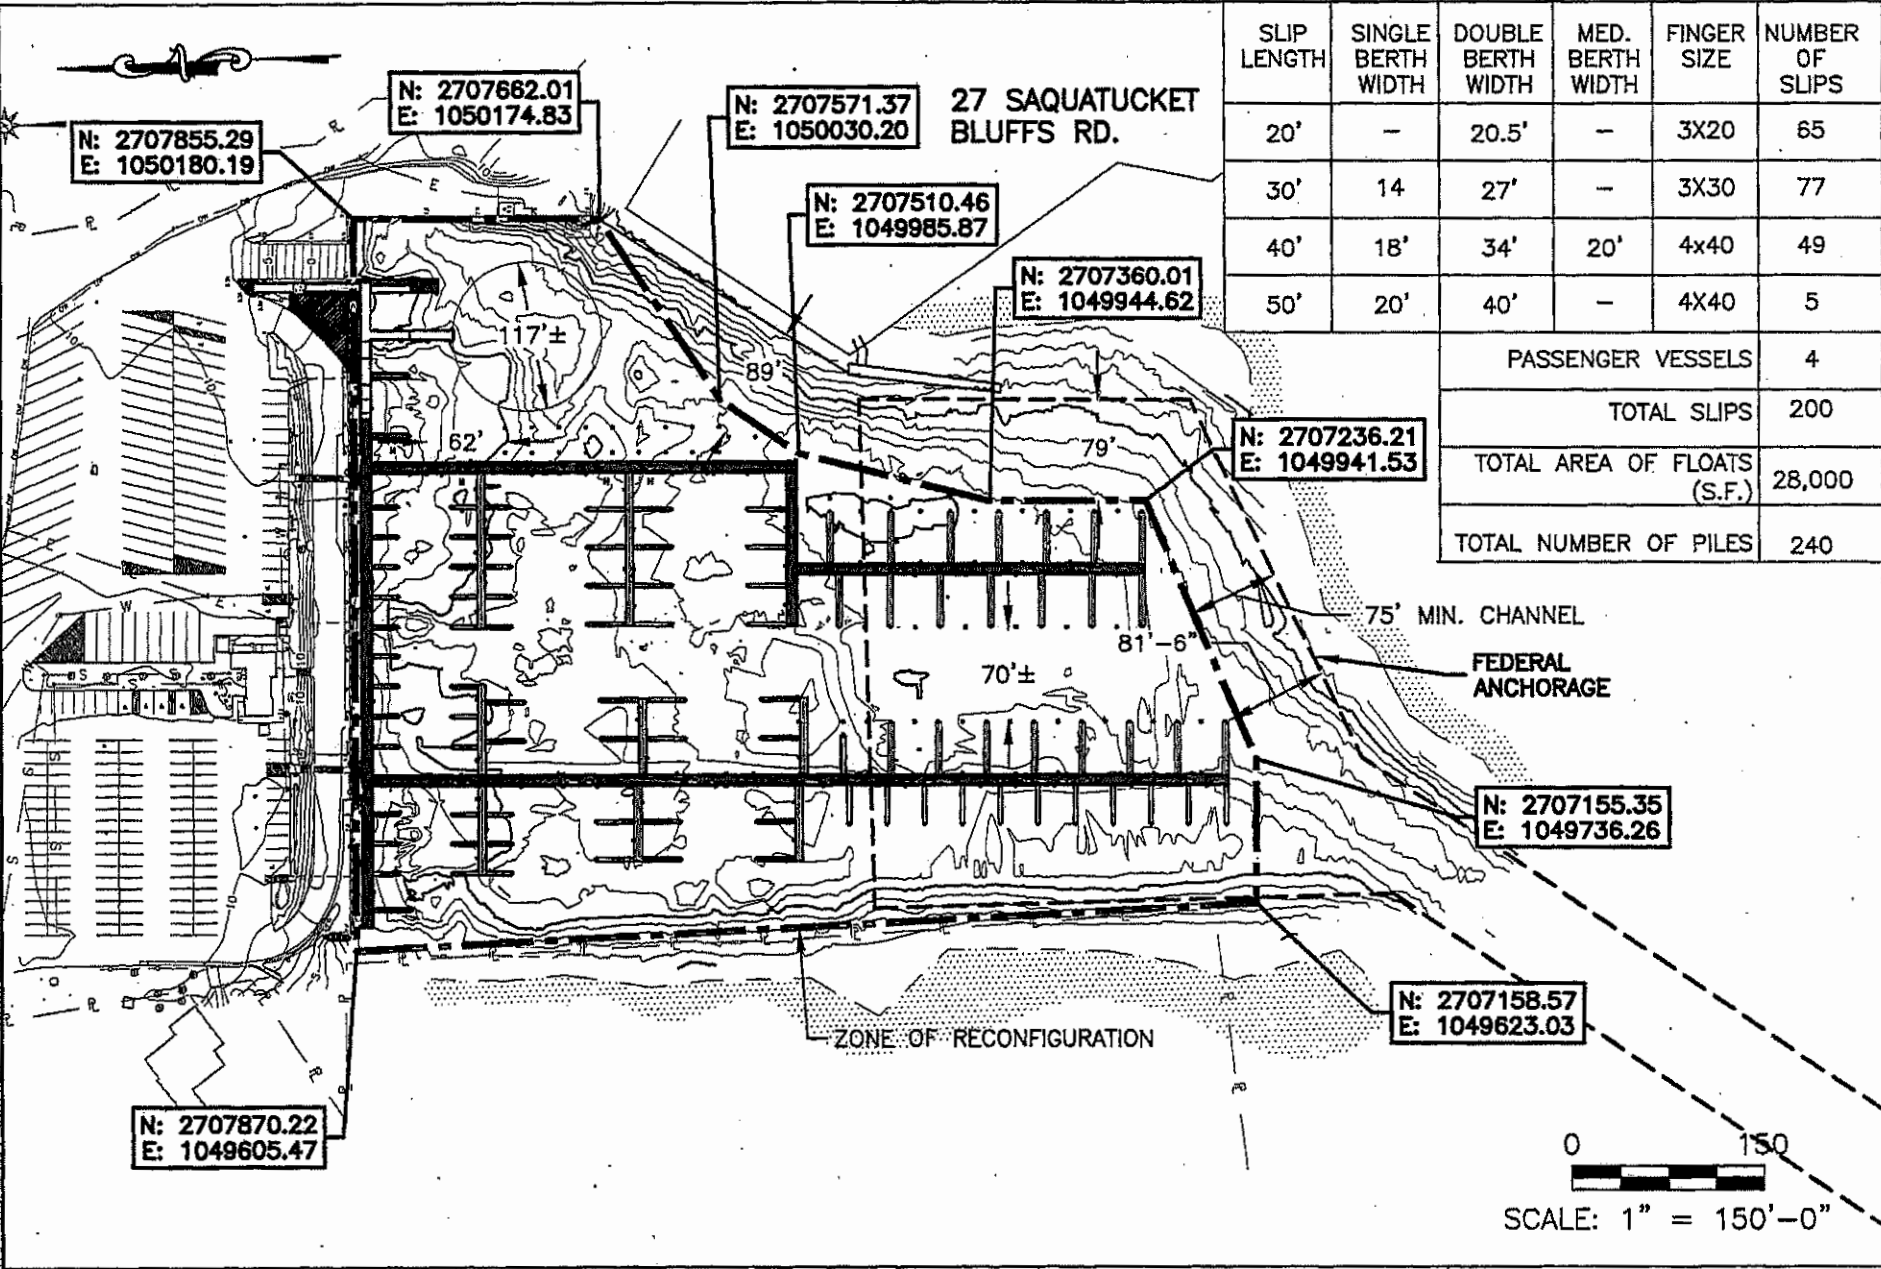 SLIP LENGTH SINGLE BERTH WIDTH DOUBLE BERTH WIDTH MED. BERTH WIDTH FINGER SIZE NUMBER OF SLIPS
20' – 20.5' – 3X20 65
30' 14 27' – 3X30 77
40' 18' 34' 20' 4x40 49
50' 20' 40' – 4X40 5
PASSENGER VESSELS 4
TOTAL SLIPS 200
TOTAL AREA OF FLOATS (S.F.) 28,000
TOTAL NUMBER OF PILES 240
N: 2707662.01
E: 1050174.83
N: 2707571.37
E: 1050030.20
27 SAQUATUCKET
BLUFFS RD.
N: 2707855.29
E: 1050180.19
N: 2707510.46
E: 1049985.87
N: 2707360.01
E: 1049944.62
117'±
89'
62'
79'
N: 2707236.21
E: 1049941.53
75' MIN. CHANNEL
81'-6"
70'±
FEDERAL
ANCHORAGE
N: 2707155.35
E: 1049736.26
N: 2707158.57
E: 1049623.03
ZONE OF RECONFIGURATION
N: 2707870.22
E: 1049605.47
0 150
SCALE: 1" = 150'-0"